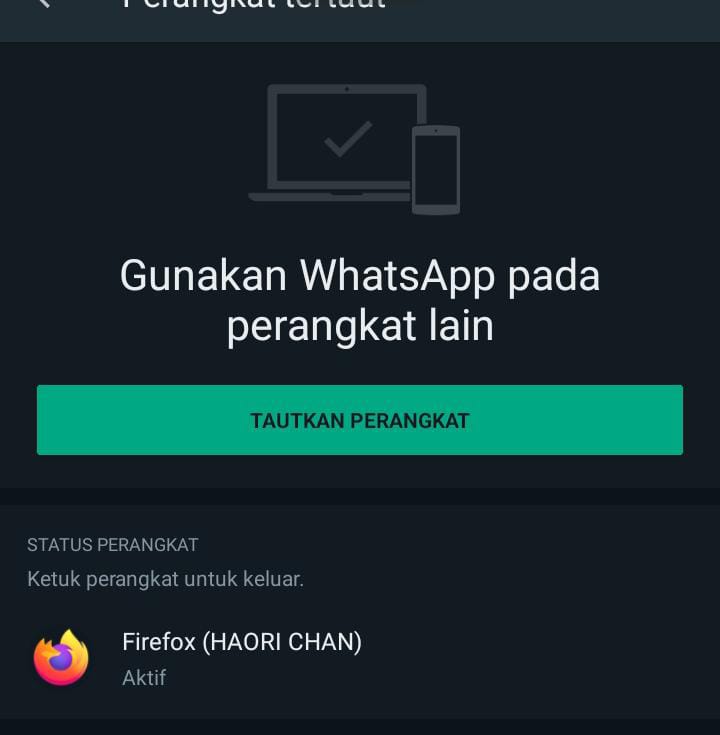 Perangkat tertaut
Gunakan WhatsApp pada
perangkat lain
TAUTKAN PERANGKAT
STATUS PERANGKAT
Ketuk perangkat untuk keluar.
Firefox (HAORI CHAN)
Aktif